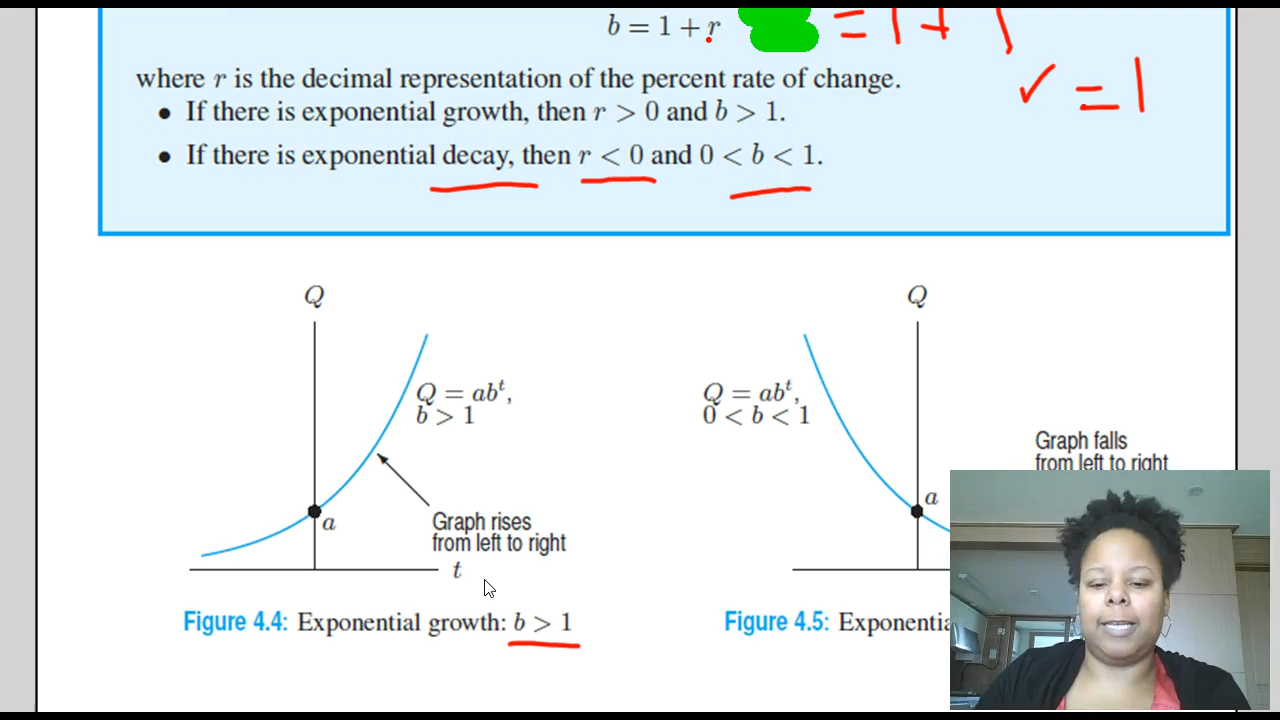 b = 1 + r
= 1 +
r = 1
where r is the decimal representation of the percent rate of change.
• If there is exponential growth, then r > 0 and b > 1.
• If there is exponential decay, then r < 0 and 0 < b < 1.
Q
Q = abᵗ,
b > 1
a
Graph rises
from left to right
t
Figure 4.4: Exponential growth: b > 1
Q
Q = abᵗ,
0 < b < 1
Graph falls
from left to right
a
Figure 4.5: